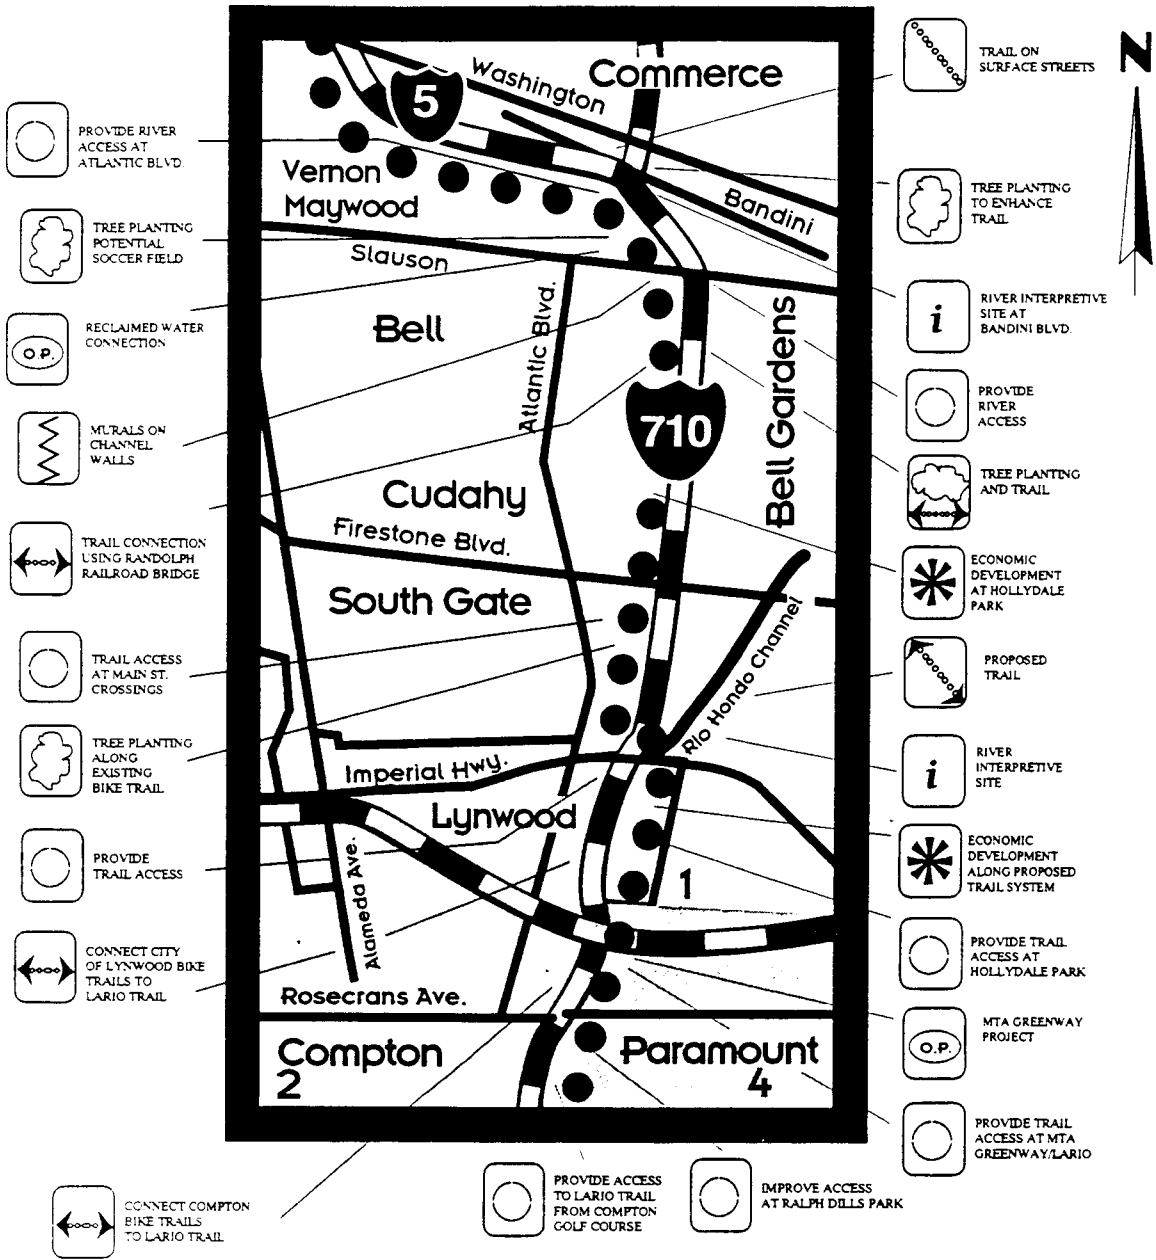 PROVIDE RIVER
ACCESS AT
ATLANTIC BLVD.
TREE PLANTING
POTENTIAL
SOCCER FIELD
O.P.
RECLAIMED WATER
CONNECTION
MURALS ON
CHANNEL
WALLS
TRAIL CONNECTION
USING RANDOLPH
RAILROAD BRIDGE
TRAIL ACCESS
AT MAIN ST.
CROSSINGS
TREE PLANTING
ALONG
EXISTING
BIKE TRAIL
PROVIDE
TRAIL ACCESS
CONNECT CITY
OF LYNWOOD BIKE
TRAILS TO
LARIO TRAIL
CONNECT COMPTON
BIKE TRAILS
TO LARIO TRAIL
Washington
Commerce
5
Vernon
Maywood
Bandini
Slauson
Bell
Atlantic Blvd.
Bell Gardens
710
Cudahy
Firestone Blvd.
South Gate
Rio Hondo Channel
Imperial Hwy.
Lynwood
Alameda Ave.
1
Rosecrans Ave.
Compton
2
Paramount
4
PROVIDE ACCESS
TO LARIO TRAIL
FROM COMPTON
GOLF COURSE
IMPROVE ACCESS
AT RALPH DILLS PARK
TRAIL ON
SURFACE STREETS
N
TREE PLANTING
TO ENHANCE
TRAIL
i
RIVER INTERPRETIVE
SITE AT
BANDINI BLVD.
PROVIDE
RIVER
ACCESS
TREE PLANTING
AND TRAIL
ECONOMIC
DEVELOPMENT
AT HOLLYDALE
PARK
PROPOSED
TRAIL
i
RIVER
INTERPRETIVE
SITE
ECONOMIC
DEVELOPMENT
ALONG PROPOSED
TRAIL SYSTEM
PROVIDE TRAIL
ACCESS AT
HOLLYDALE PARK
O.P.
MTA GREENWAY
PROJECT
PROVIDE TRAIL
ACCESS AT MTA
GREENWAY/LARIO